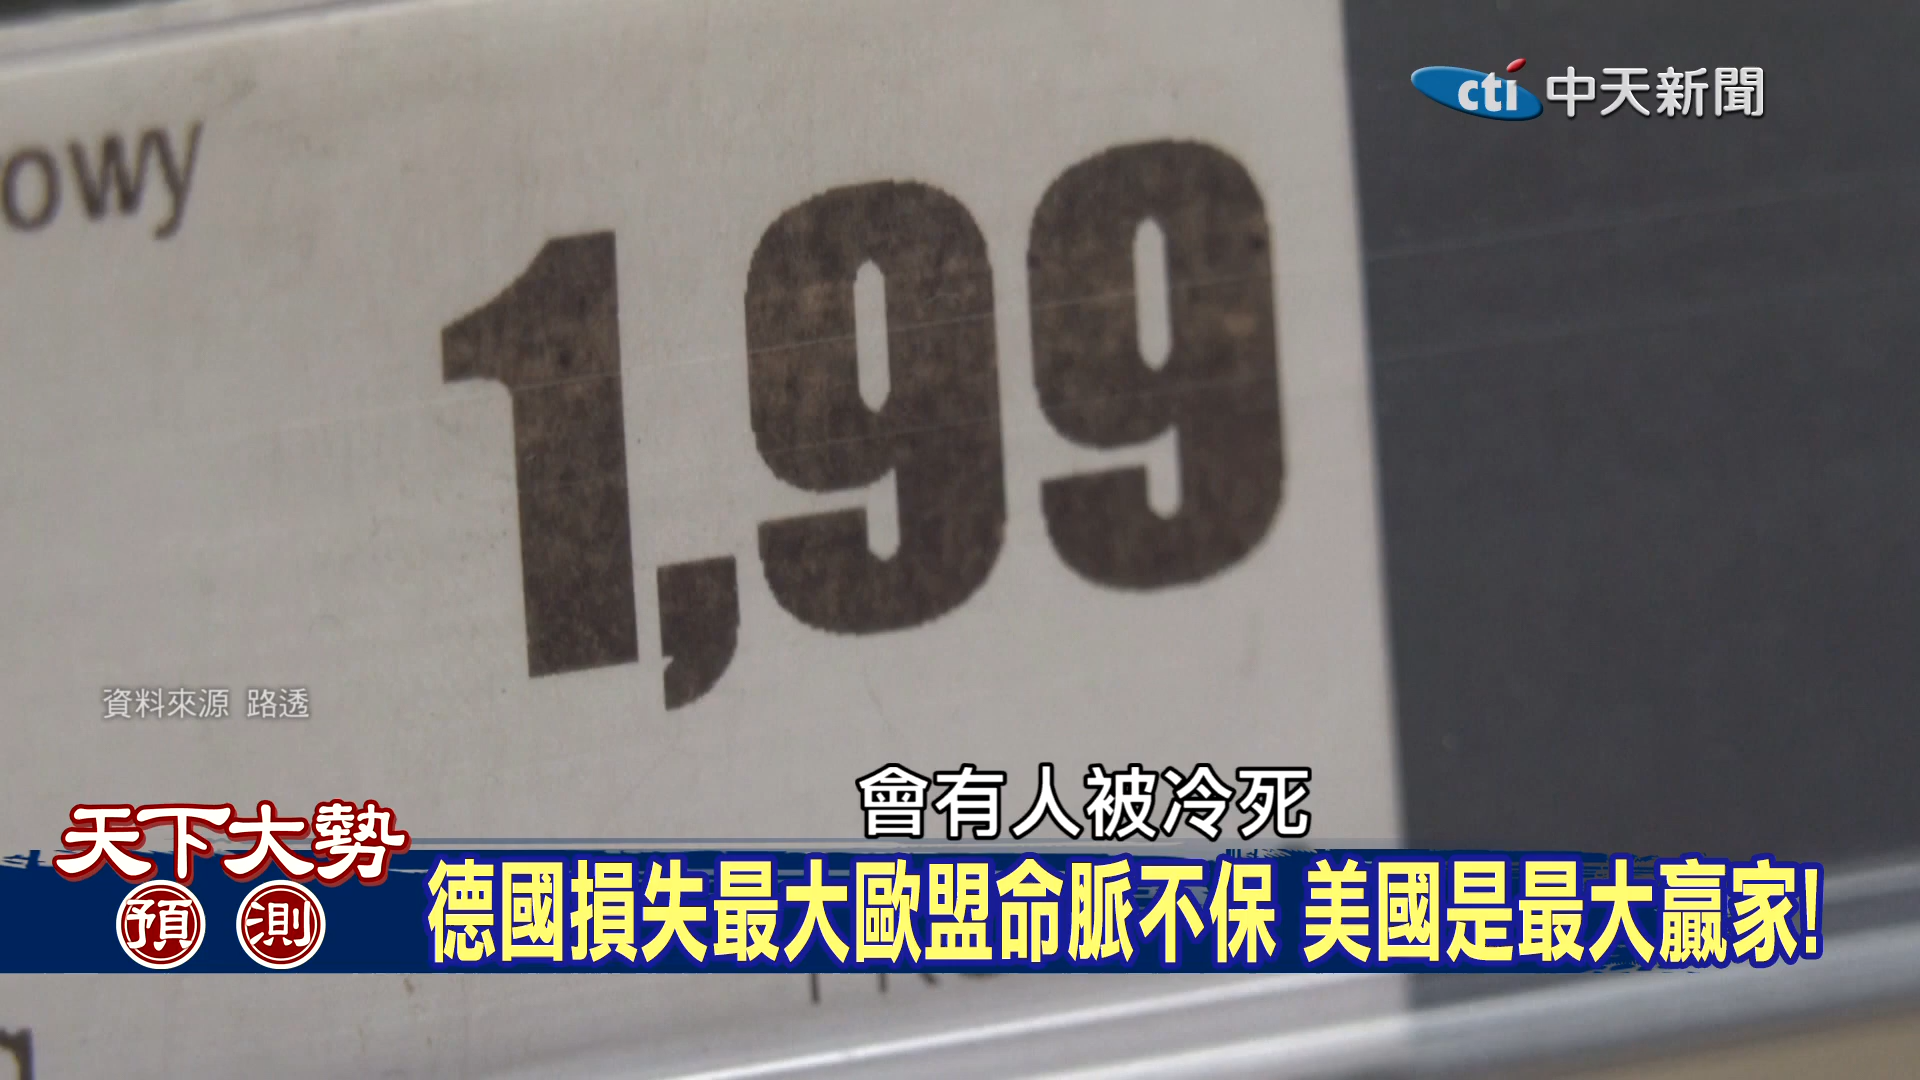 cti 中天新聞
owy
1,99
資料來源 路透
會有人被冷死
天下大勢
預測
德國損失最大歐盟命脈不保 美國是最大贏家!